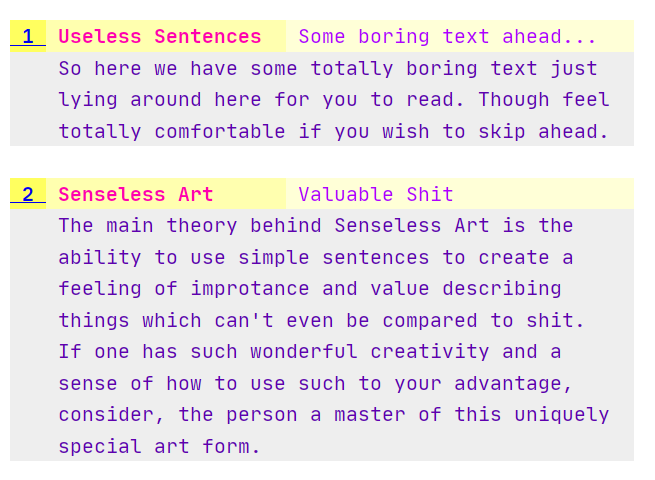 1 Useless Sentences Some boring text ahead...
So here we have some totally boring text just
lying around here for you to read. Though feel
totally comfortable if you wish to skip ahead.
2 Senseless Art Valuable Shit
The main theory behind Senseless Art is the
ability to use simple sentences to create a
feeling of improtance and value describing
things which can't even be compared to shit.
If one has such wonderful creativity and a
sense of how to use such to your advantage,
consider, the person a master of this uniquely
special art form.